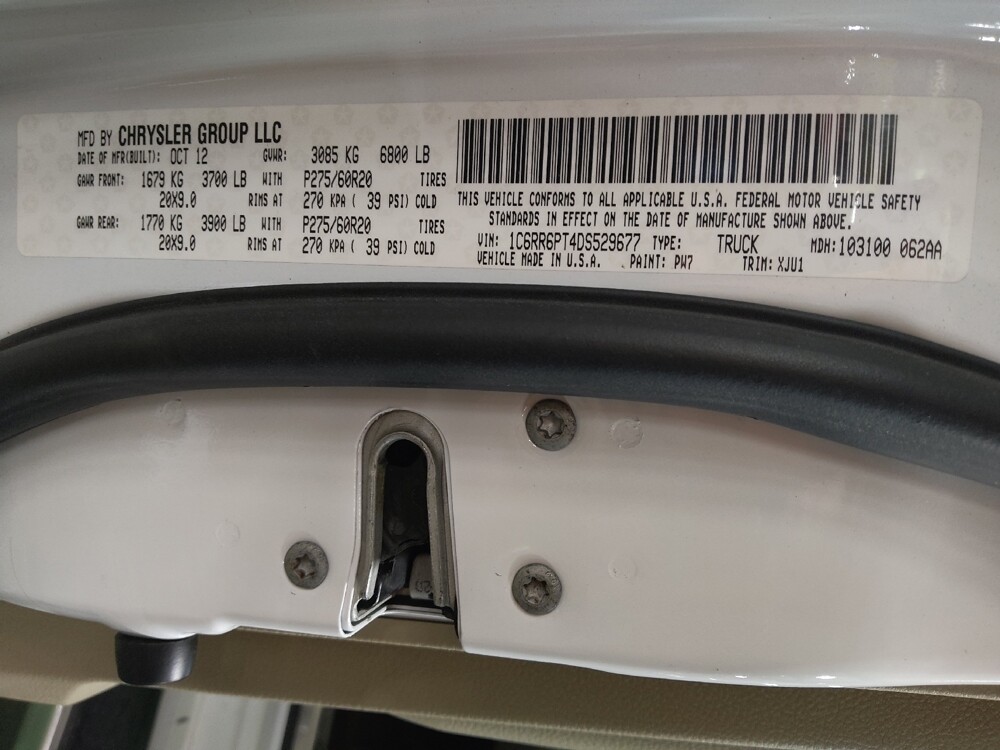 MFD BY CHRYSLER GROUP LLC
DATE OF MFR(BUILT): OCT 12 GVWR: 3085 KG 6800 LB
GAWR FRONT: 1679 KG 3700 LB WITH P275/60R20 TIRES
20X9.0 RIMS AT 270 KPA ( 39 PSI) COLD
GAWR REAR: 1770 KG 3900 LB WITH P275/60R20 TIRES
20X9.0 RIMS AT 270 KPA ( 39 PSI) COLD
THIS VEHICLE CONFORMS TO ALL APPLICABLE U.S.A. FEDERAL MOTOR VEHICLE SAFETY
STANDARDS IN EFFECT ON THE DATE OF MANUFACTURE SHOWN ABOVE.
VIN: 1C6RR6PT4DS529677 TYPE: TRUCK MDH: 103100 062AA
VEHICLE MADE IN U.S.A. PAINT: PW7 TRIM: XJU1